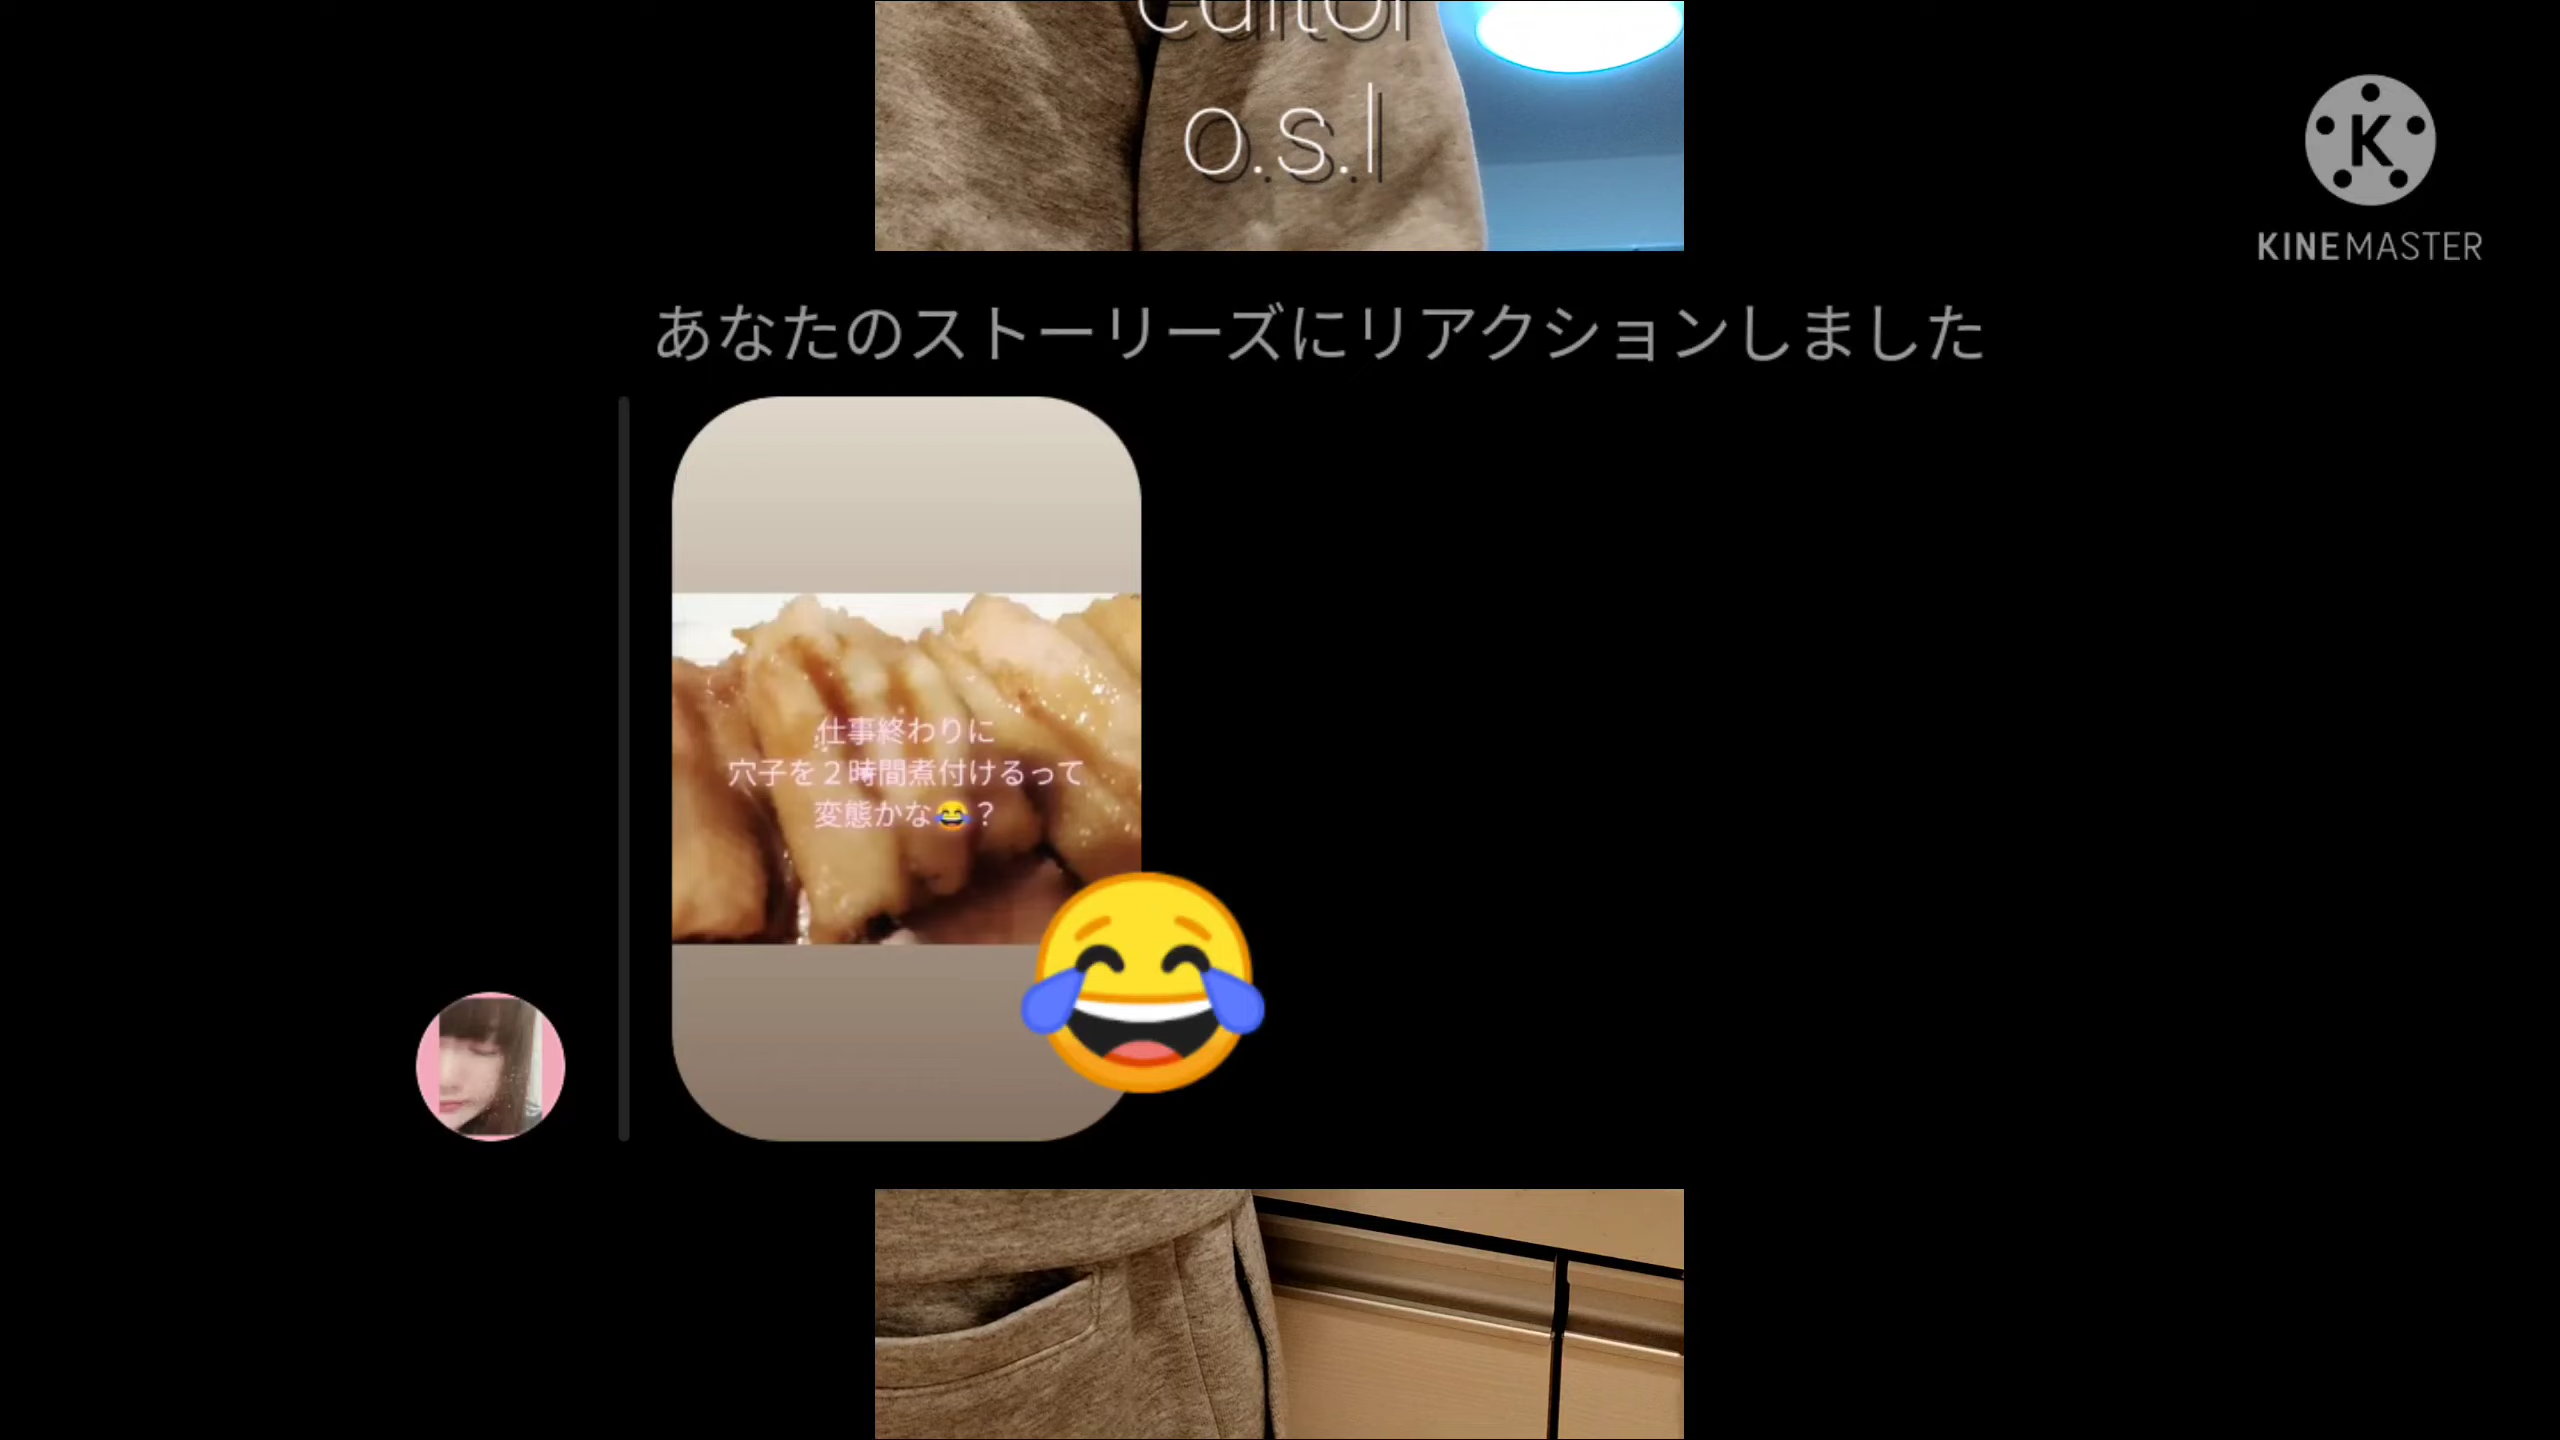 o.s.l
KINEMASTER
あなたのストーリーズにリアクションしました
仕事終わりに
穴子を２時間煮付けるって
変態かな😂？